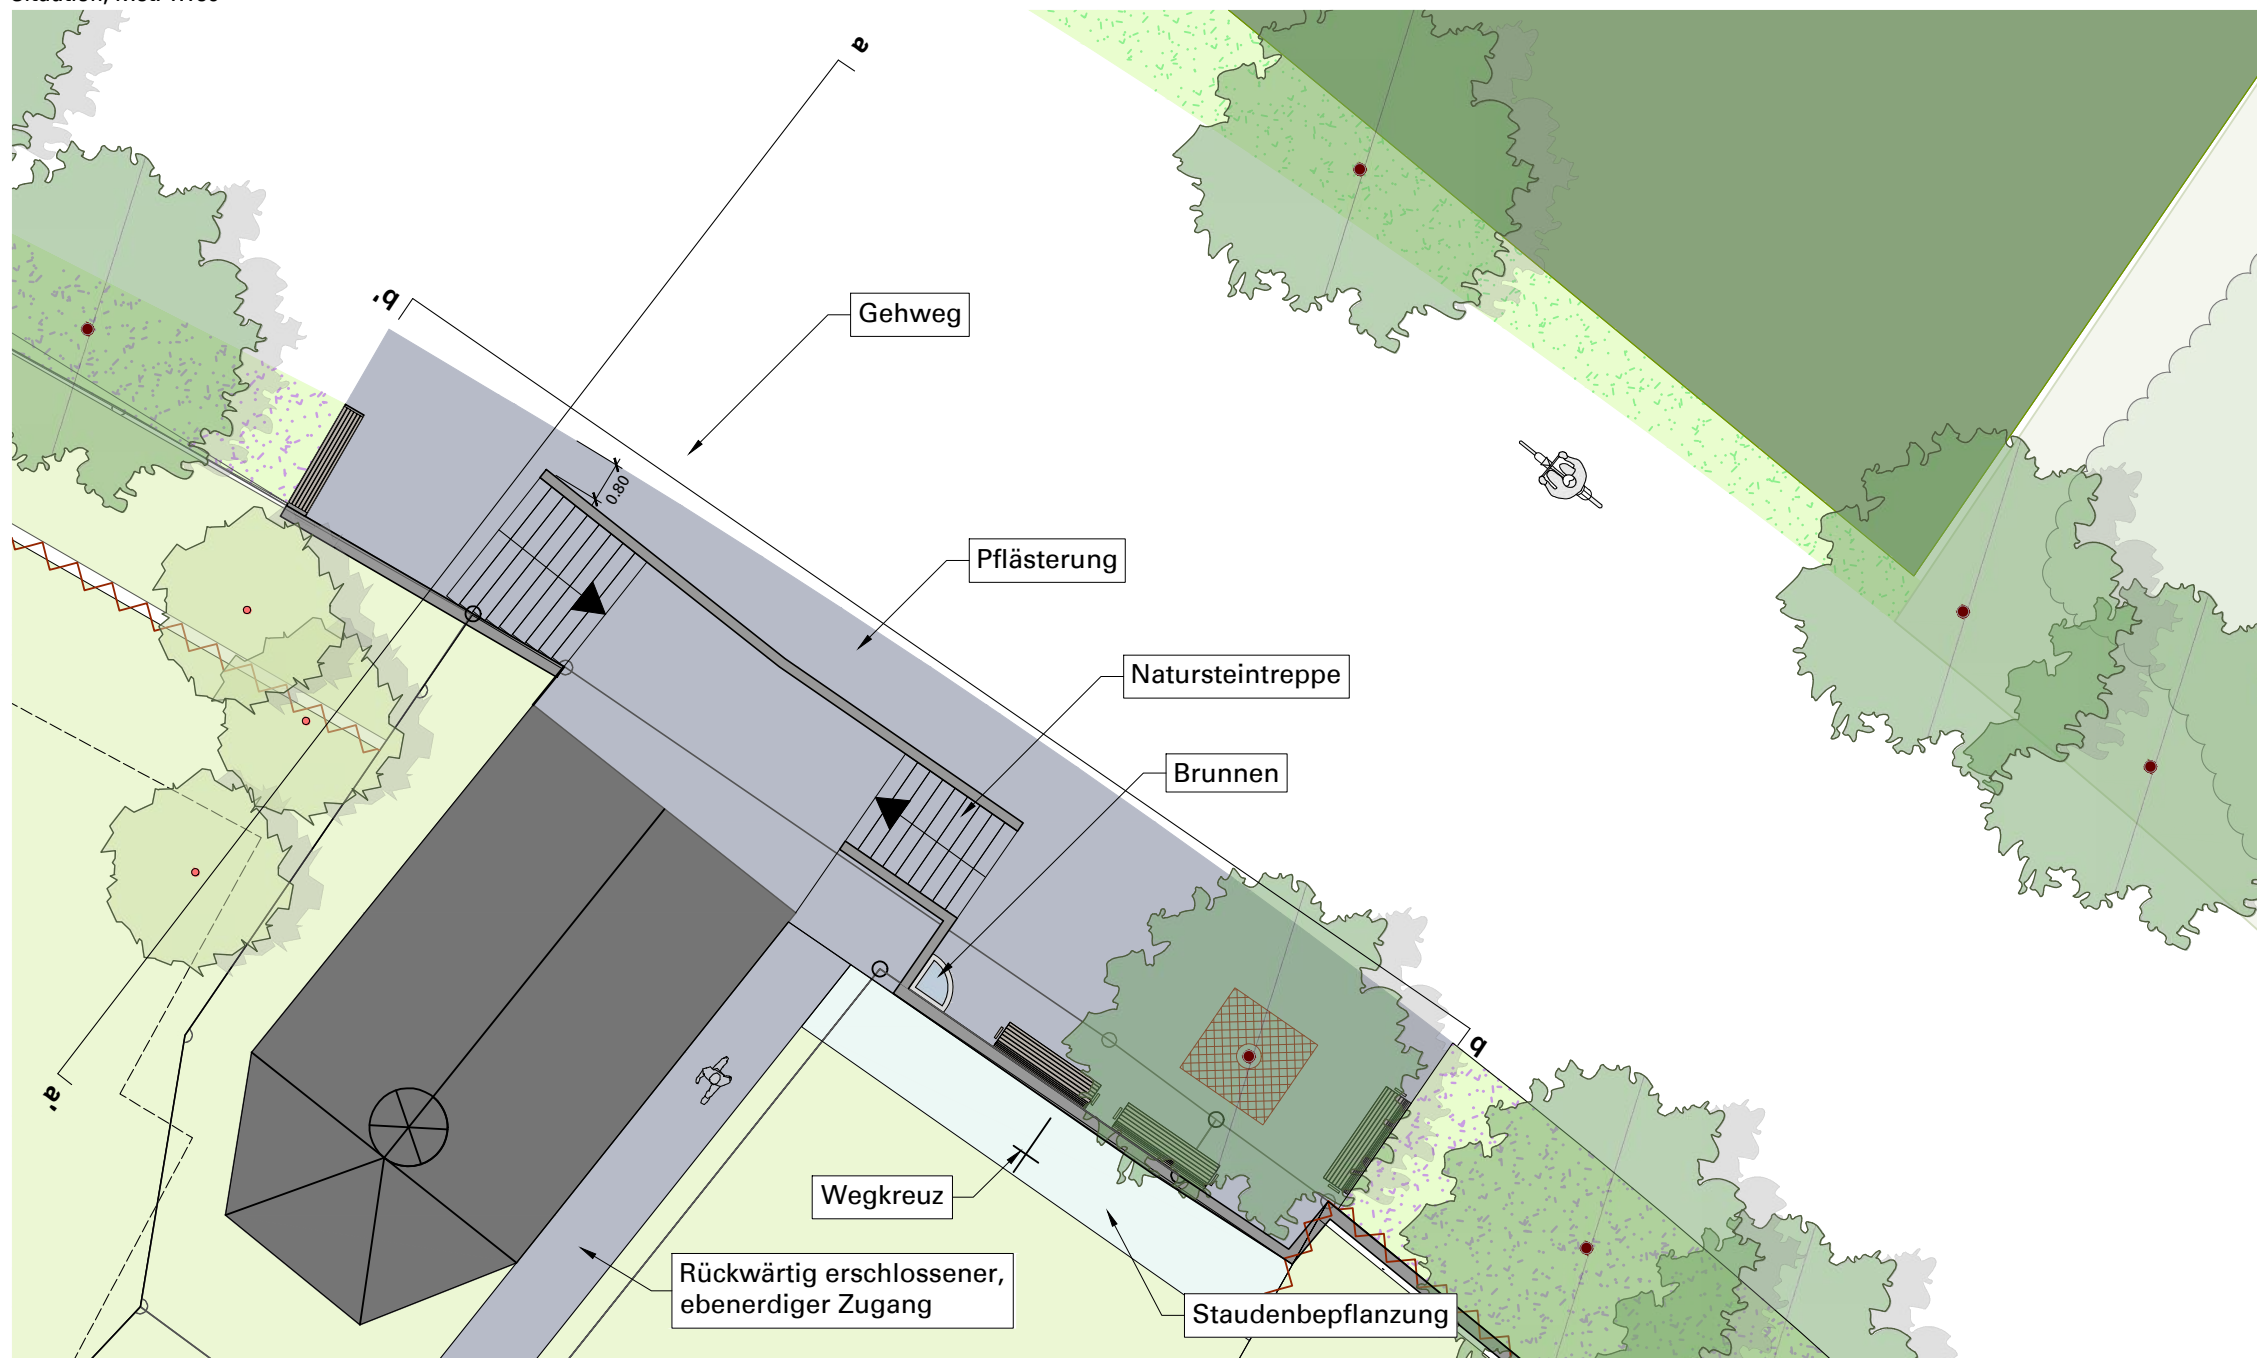 a
b'
Gehweg
0.80
Pflästerung
Natursteintreppe
Brunnen
b
a'
Wegkreuz
Rückwärtig erschlossener,
ebenerdiger Zugang
Staudenbepflanzung